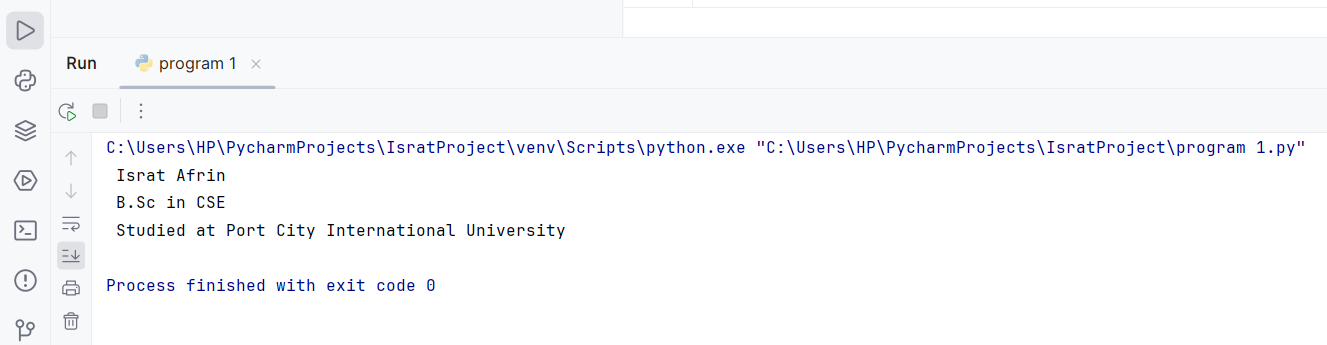 Run program 1
C:\Users\HP\PycharmProjects\IsratProject\venv\Scripts\python.exe "C:\Users\HP\PycharmProjects\IsratProject\program 1.py"
Israt Afrin
B.Sc in CSE
Studied at Port City International University
Process finished with exit code 0